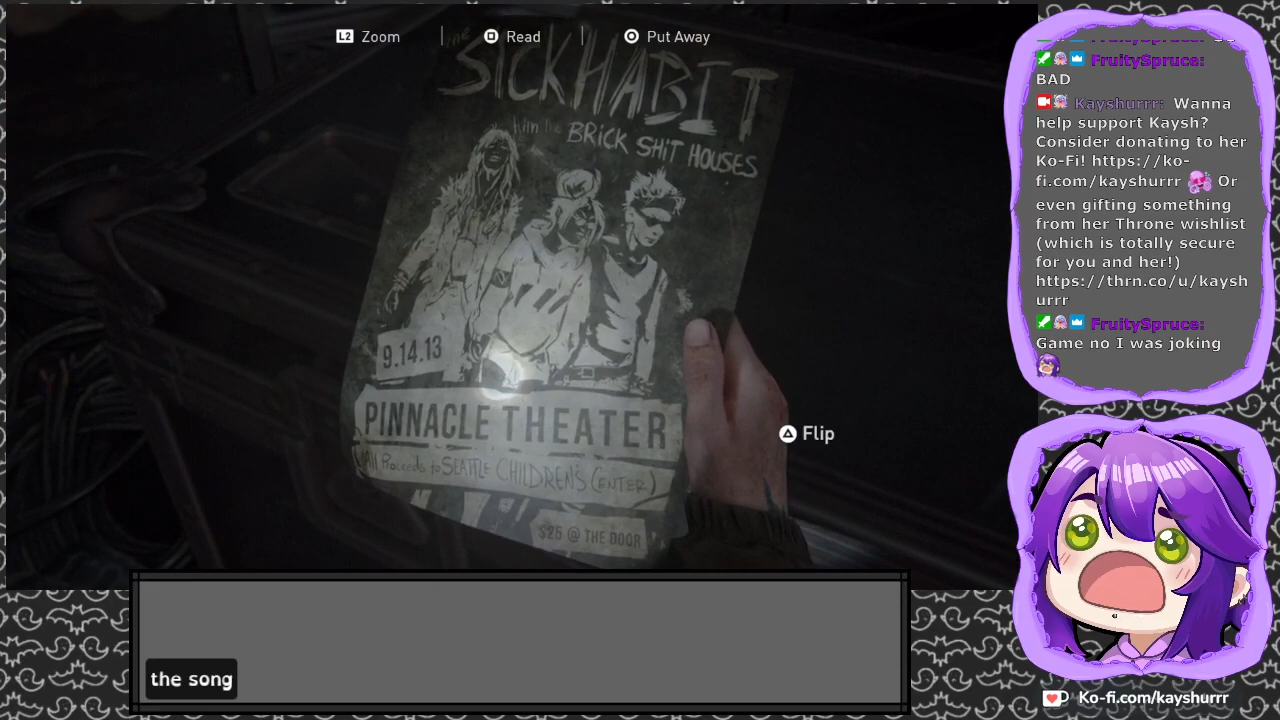 L2 Zoom
Read
Put Away
SICK HABIT
BRICK SHIT HOUSES
9.14.13
PINNACLE THEATER
(All Proceeds to SEATTLE CHILDREN'S CENTER)
$25 @ THE DOOR
Flip
the song
FruitySpruce:
BAD
Kayshurrr: Wanna
help support Kaysh?
Consider donating to her
Ko-Fi! https://ko-
fi.com/kayshurrr Or
even gifting something
from her Throne wishlist
(which is totally secure
for you and her!)
https://thrn.co/u/kaysh
urrr
FruitySpruce:
Game no I was joking
Ko-fi.com/kayshurrr